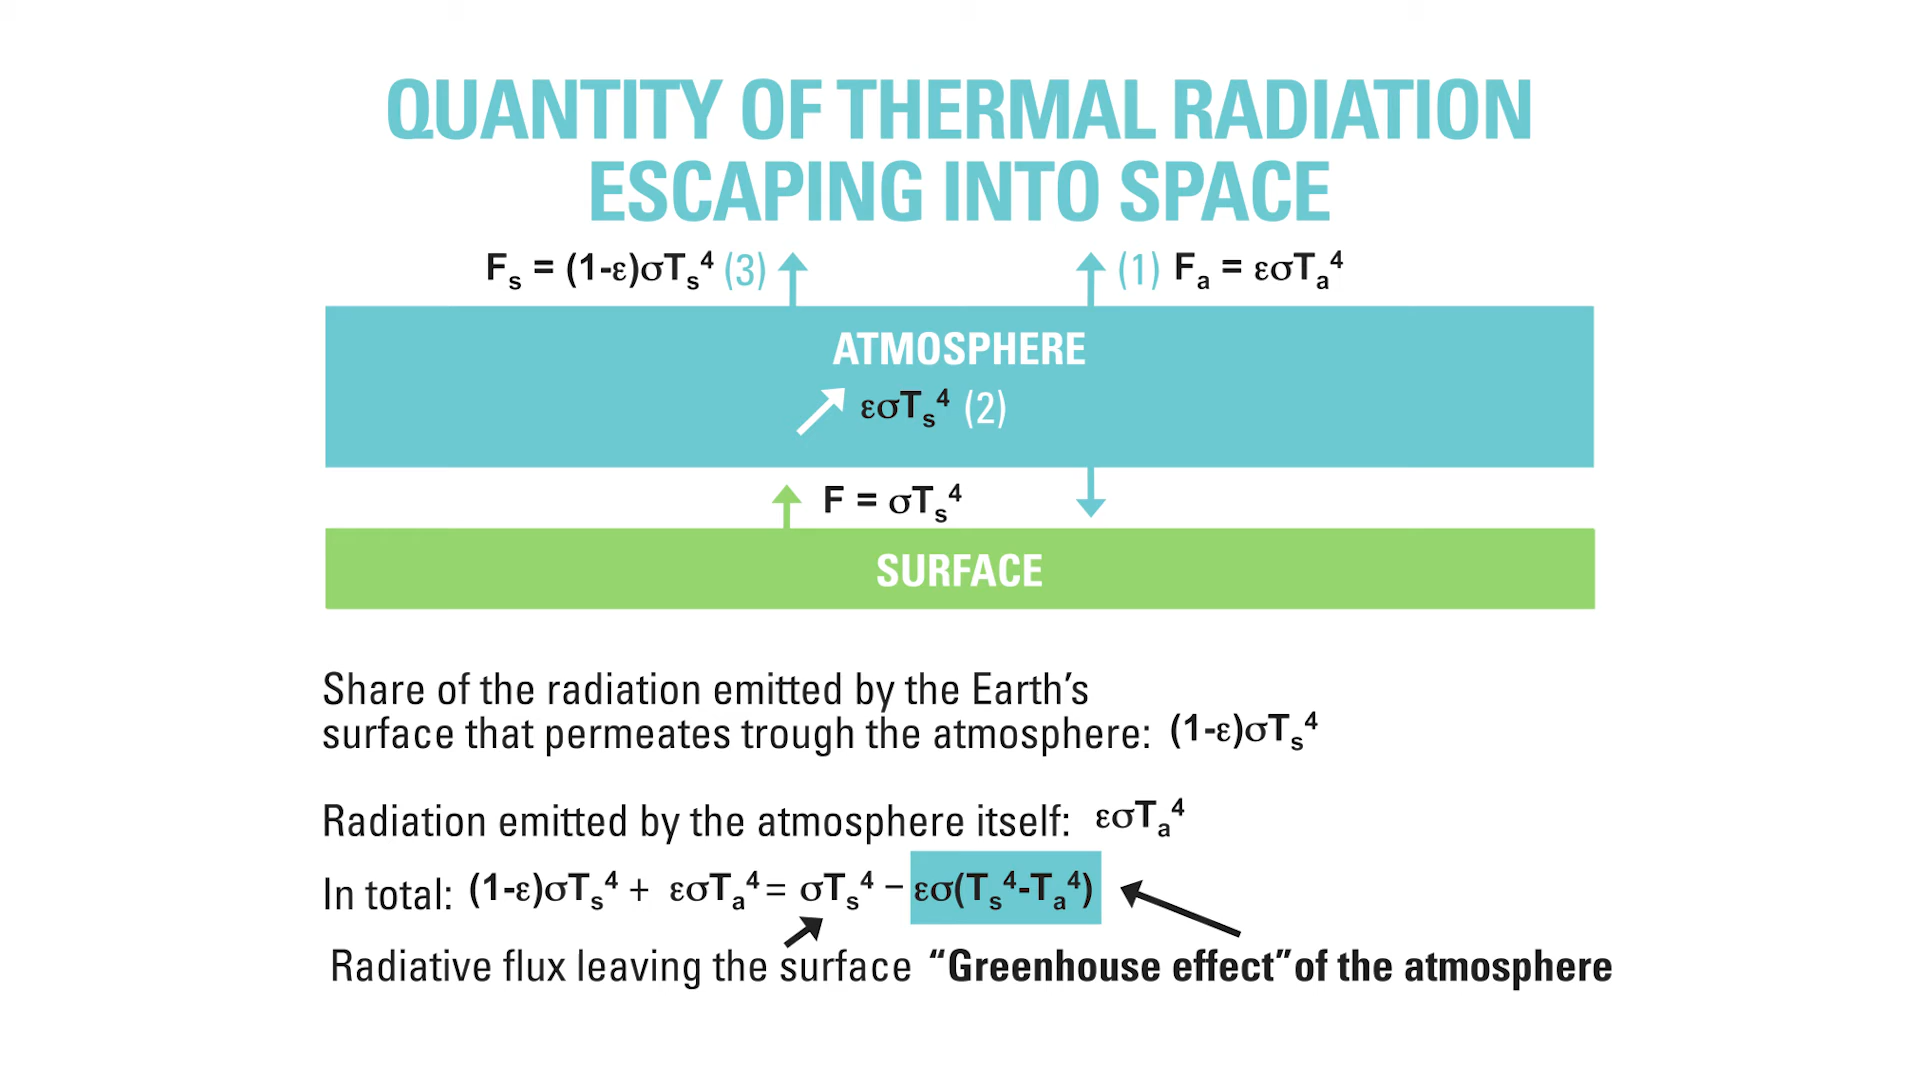 QUANTITY OF THERMAL RADIATION
ESCAPING INTO SPACE
Fₛ = (1-ε)σTₛ⁴ (3)
(1) Fₐ = εσTₐ⁴
ATMOSPHERE
εσTₛ⁴ (2)
F = σTₛ⁴
SURFACE
Share of the radiation emitted by the Earth’s
surface that permeates trough the atmosphere: (1-ε)σTₛ⁴
Radiation emitted by the atmosphere itself: εσTₐ⁴
In total: (1-ε)σTₛ⁴ + εσTₐ⁴ = σTₛ⁴ – εσ(Tₛ⁴-Tₐ⁴)
Radiative flux leaving the surface “Greenhouse effect”of the atmosphere